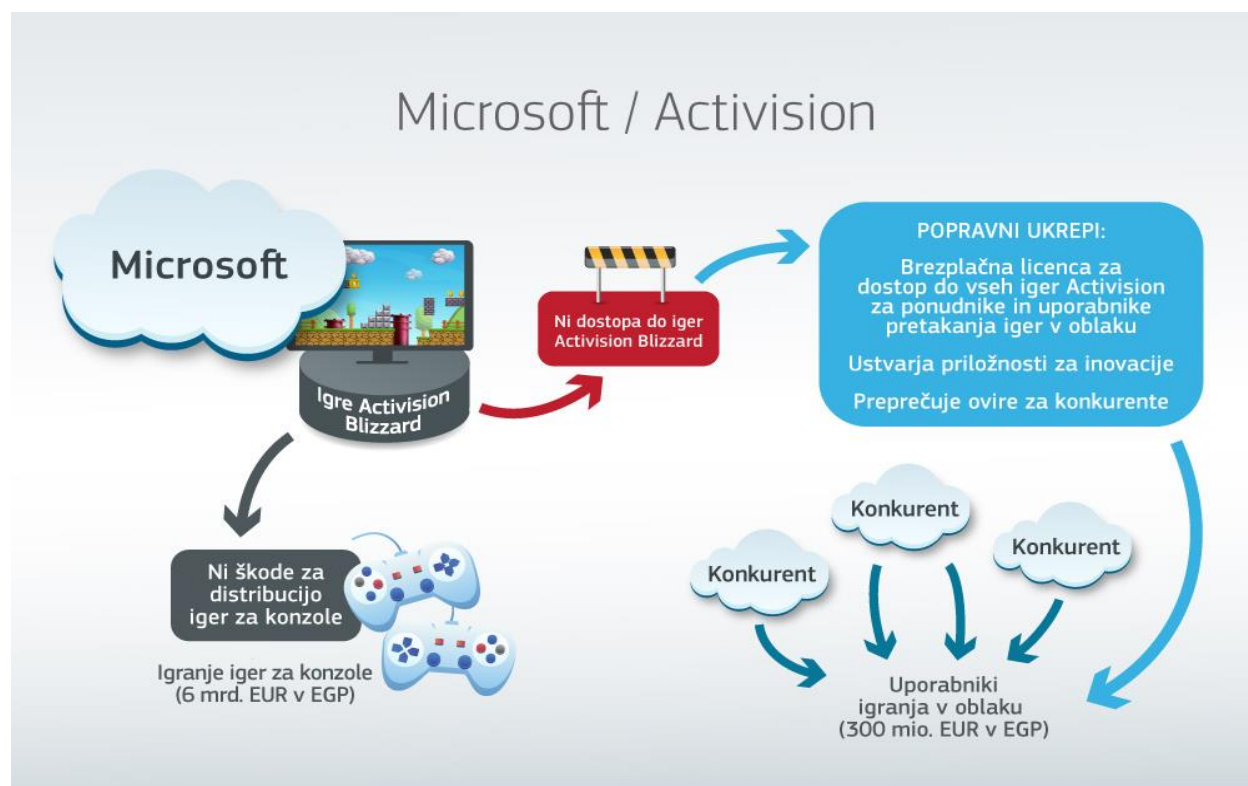 Microsoft / Activision
Microsoft
Igre Activision
Blizzard
Ni dostopa do iger
Activision Blizzard
POPRAVNI UKREPI:
Brezplačna licenca za
dostop do vseh iger Activision
za ponudnike in uporabnike
pretakanja iger v oblaku
Ustvarja priložnosti za inovacije
Preprečuje ovire za konkurente
Ni škode za
distribucijo
iger za konzole
Igranje iger za konzole
(6 mrd. EUR v EGP)
Konkurent
Konkurent
Konkurent
Uporabniki
igranja v oblaku
(300 mio. EUR v EGP)